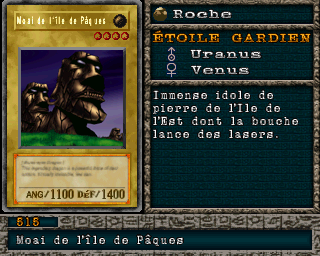 Moai de l'île de Pâques
ANG/1100 DÉF/1400
Roche
ÉTOILE GARDIEN
Uranus
Venus
Immense idole de
pierre de l'Ile de
l'Est dont la bouche
lance des lasers.
515
Moai de l'île de Pâques